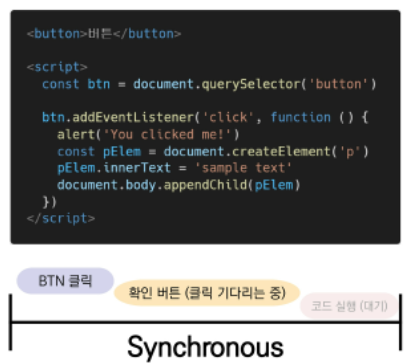 <button>버튼</button>
<script>
const btn = document.querySelector('button')
btn.addEventListener('click', function () {
alert('You clicked me!')
const pElem = document.createElement('p')
pElem.innerText = 'sample text'
document.body.appendChild(pElem)
})
</script>
BTN 클릭
확인 버튼 (클릭 기다리는 중)
코드 실행 (대기)
Synchronous